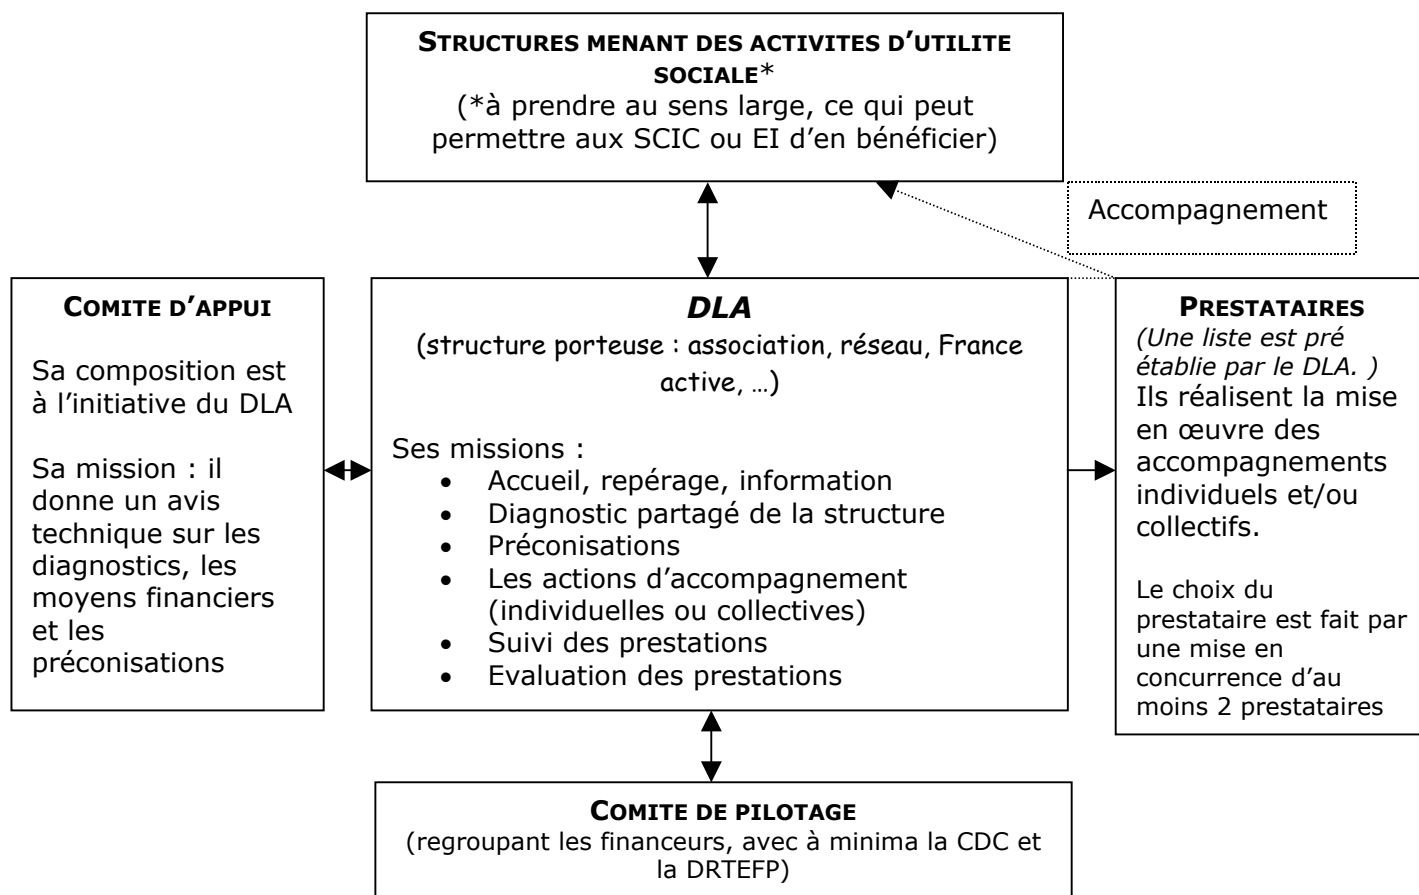 STRUCTURES MENANT DES ACTIVITES D'UTILITE
SOCIALE*
(*à prendre au sens large, ce qui peut
permettre aux SCIC ou EI d'en bénéficier)
Accompagnement
COMITE D'APPUI
Sa composition est
à l'initiative du DLA
Sa mission : il
donne un avis
technique sur les
diagnostics, les
moyens financiers
et les
préconisations
DLA
(structure porteuse : association, réseau, France
active, …)
Ses missions :
• Accueil, repérage, information
• Diagnostic partagé de la structure
• Préconisations
• Les actions d'accompagnement
(individuelles ou collectives)
• Suivi des prestations
• Evaluation des prestations
PRESTATAIRES
(Une liste est pré
établie par le DLA. )
Ils réalisent la mise
en œuvre des
accompagnements
individuels et/ou
collectifs.
Le choix du
prestataire est fait par
une mise en
concurrence d'au
moins 2 prestataires
COMITE DE PILOTAGE
(regroupant les financeurs, avec à minima la CDC et
la DRTEFP)